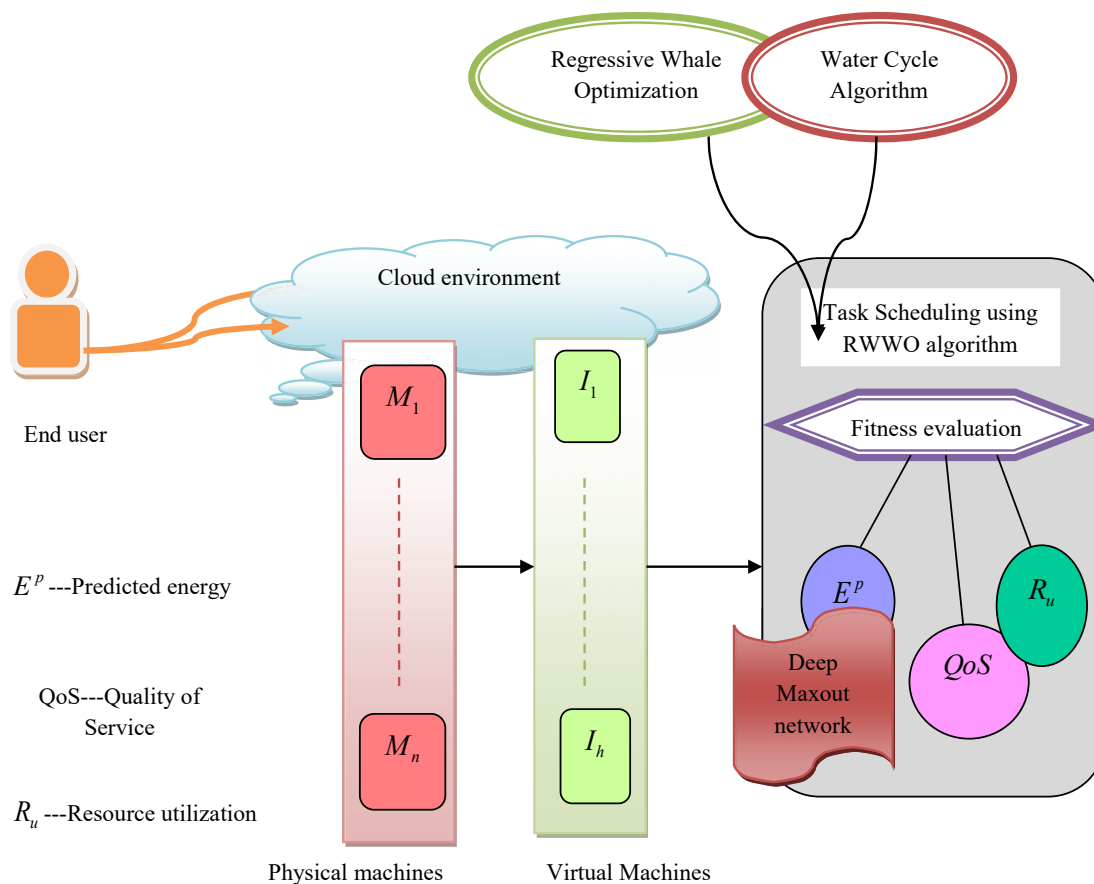 Regressive Whale
Optimization
Water Cycle
Algorithm
Cloud environment
Task Scheduling using
RWWO algorithm
M₁
I₁
Fitness evaluation
End user
Eᵖ ---Predicted energy
Eᵖ
Rᵤ
QoS
Deep
Maxout
network
QoS---Quality of
Service
Mₙ
Iₕ
Rᵤ ---Resource utilization
Physical machines
Virtual Machines